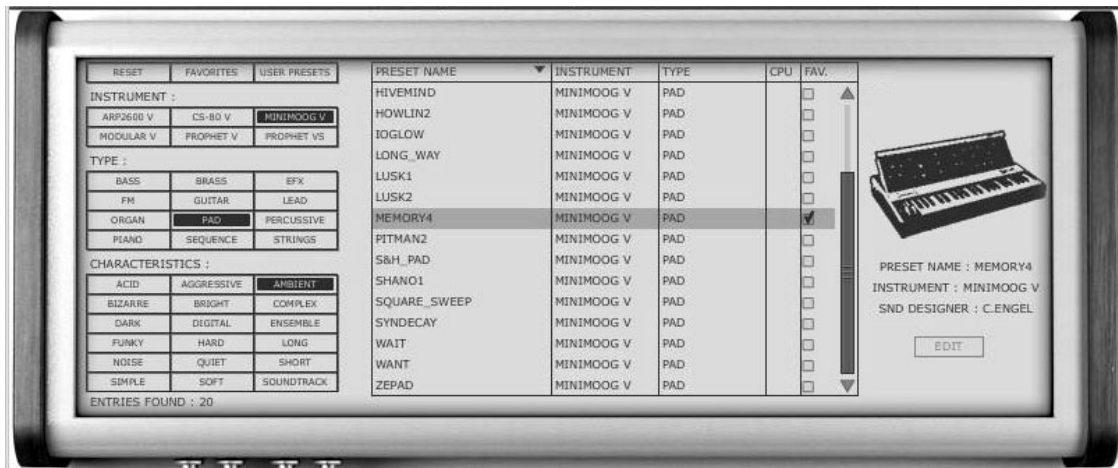 RESET FAVORITES USER PRESETS
INSTRUMENT :
ARP2600 V CS-80 V MINIMOOG V
MODULAR V PROPHET V PROPHET VS
TYPE :
BASS BRASS EFX
FM GUITAR LEAD
ORGAN PAD PERCUSSIVE
PIANO SEQUENCE STRINGS
CHARACTERISTICS :
ACID AGGRESSIVE AMBIENT
BIZARRE BRIGHT COMPLEX
DARK DIGITAL ENSEMBLE
FUNKY HARD LONG
NOISE QUIET SHORT
SIMPLE SOFT SOUNDTRACK
ENTRIES FOUND : 20
PRESET NAME INSTRUMENT TYPE CPU FAV.
HIVEMIND MINIMOOG V PAD
HOWLIN2 MINIMOOG V PAD
IOGLOW MINIMOOG V PAD
LONG_WAY MINIMOOG V PAD
LUSK1 MINIMOOG V PAD
LUSK2 MINIMOOG V PAD
MEMORY4 MINIMOOG V PAD
PITMAN2 MINIMOOG V PAD
S&H_PAD MINIMOOG V PAD
SHANO1 MINIMOOG V PAD
SQUARE_SWEEP MINIMOOG V PAD
SYNDECAY MINIMOOG V PAD
WAIT MINIMOOG V PAD
WANT MINIMOOG V PAD
ZEPAD MINIMOOG V PAD
PRESET NAME : MEMORY4
INSTRUMENT : MINIMOOG V
SND DESIGNER : C.ENGEL
EDIT